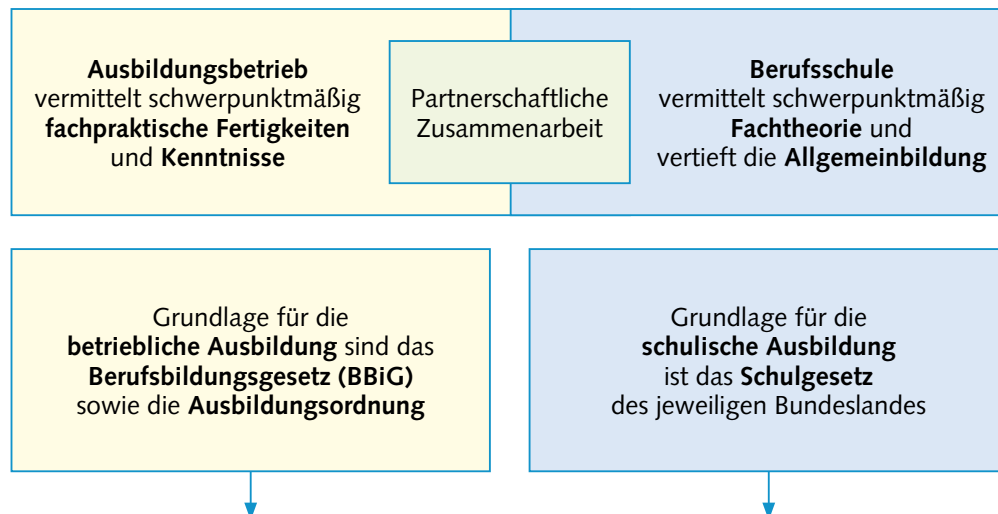 Ausbildungsbetrieb
vermittelt schwerpunktmäßig
fachpraktische Fertigkeiten
und Kenntnisse
Partnerschaftliche
Zusammenarbeit
Berufsschule
vermittelt schwerpunktmäßig
Fachtheorie und
vertieft die Allgemeinbildung
Grundlage für die
betriebliche Ausbildung sind das
Berufsbildungsgesetz (BBiG)
sowie die Ausbildungsordnung
Grundlage für die
schulische Ausbildung
ist das Schulgesetz
des jeweiligen Bundeslandes